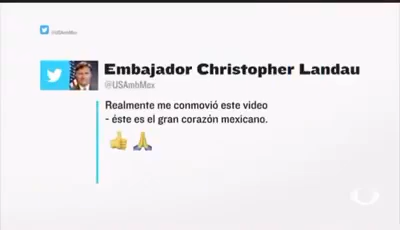 @USAmbMex
Embajador Christopher Landau
@USAmbMex
Realmente me conmovió este video
- éste es el gran corazón mexicano.
👍🙏